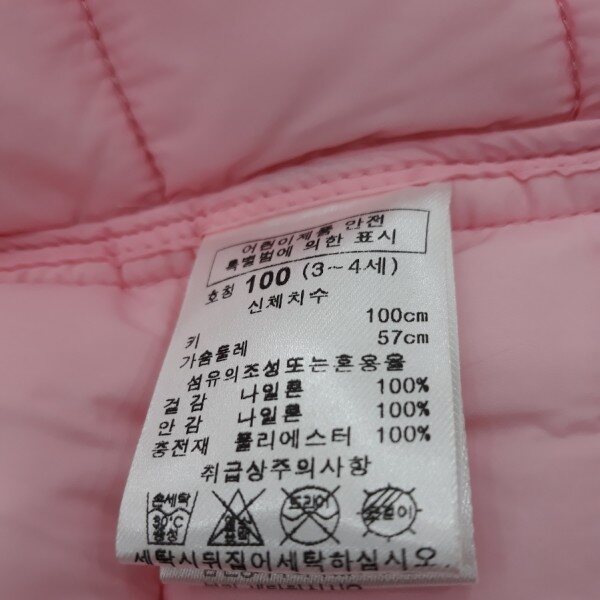 어린이제품 안전
특별법에 의한 표시
호칭 100 (3~4세)
신체치수
키 100cm
가슴둘레 57cm
섬유의조성또는혼용율
겉감 나일론 100%
안감 나일론 100%
충전재 폴리에스터 100%
취급상주의사항
손세탁 드라이
30℃ 중성
세탁시뒤집어세탁하십시오.